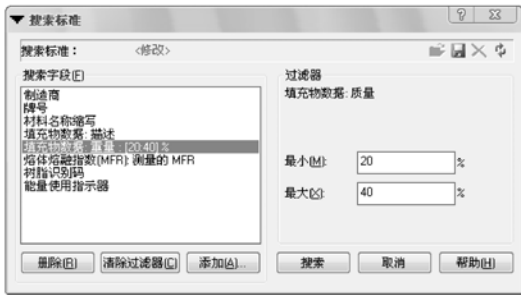 搜索标准
搜索标准： <修改>
搜索字段(F)
制造商
牌号
材料名称缩写
填充物数据: 描述
填充物数据: 重量 : [20,40] %
熔体熔融指数(MFR): 测量的 MFR
树脂识别码
能量使用指示器
删除(R) 清除过滤器(C) 添加(A)...
过滤器
填充物数据: 质量
最小(M): 20 %
最大(X): 40 %
搜索 取消 帮助(H)